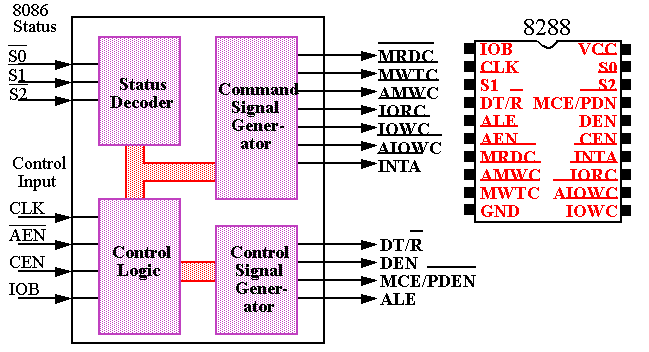 8086
Status
S0
S1
S2
Control
Input
CLK
AEN
CEN
IOB
Status
Decoder
Command
Signal
Gener-
ator
Control
Logic
Control
Signal
Gener-
ator
MRDC
MWTC
AMWC
IORC
IOWC
AIOWC
INTA
DT/R
DEN
MCE/PDEN
ALE
8288
IOB VCC
CLK S0
S1 S2
DT/R MCE/PDN
ALE DEN
AEN CEN
MRDC INTA
AMWC IORC
MWTC AIOWC
GND IOWC